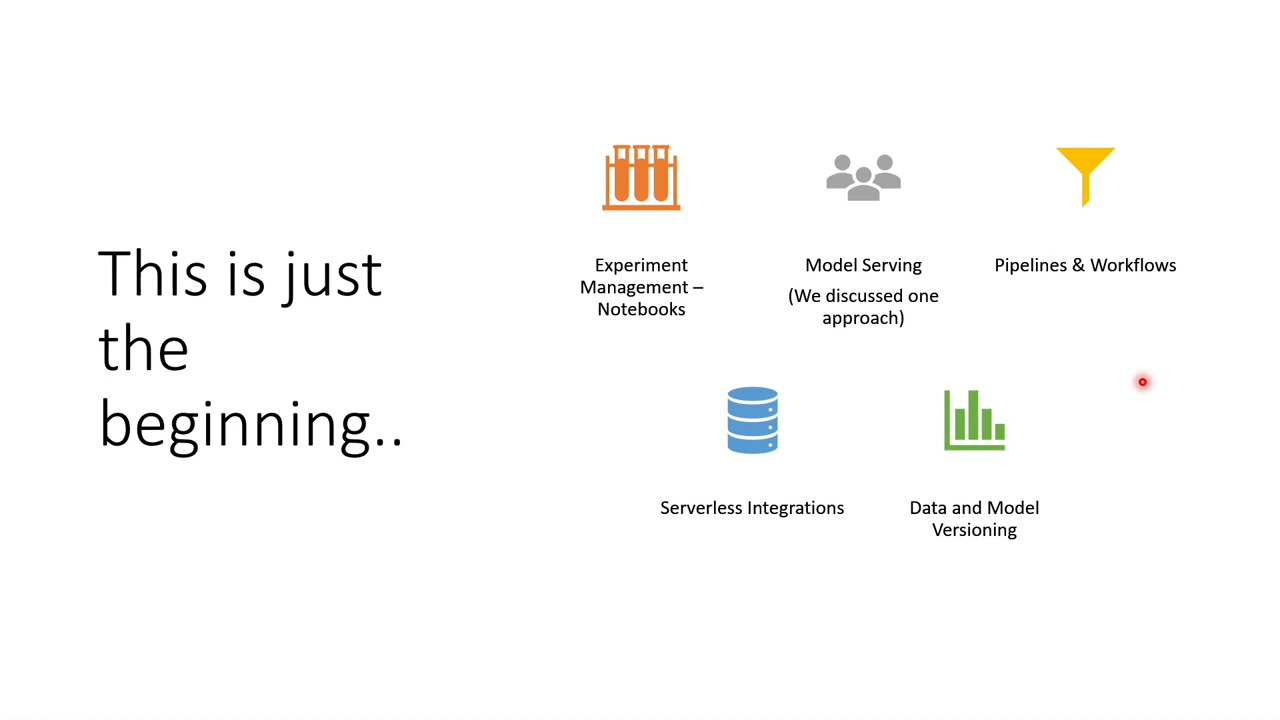 This is just
the
beginning..
Experiment
Management –
Notebooks
Model Serving
(We discussed one
approach)
Pipelines & Workflows
Serverless Integrations
Data and Model
Versioning